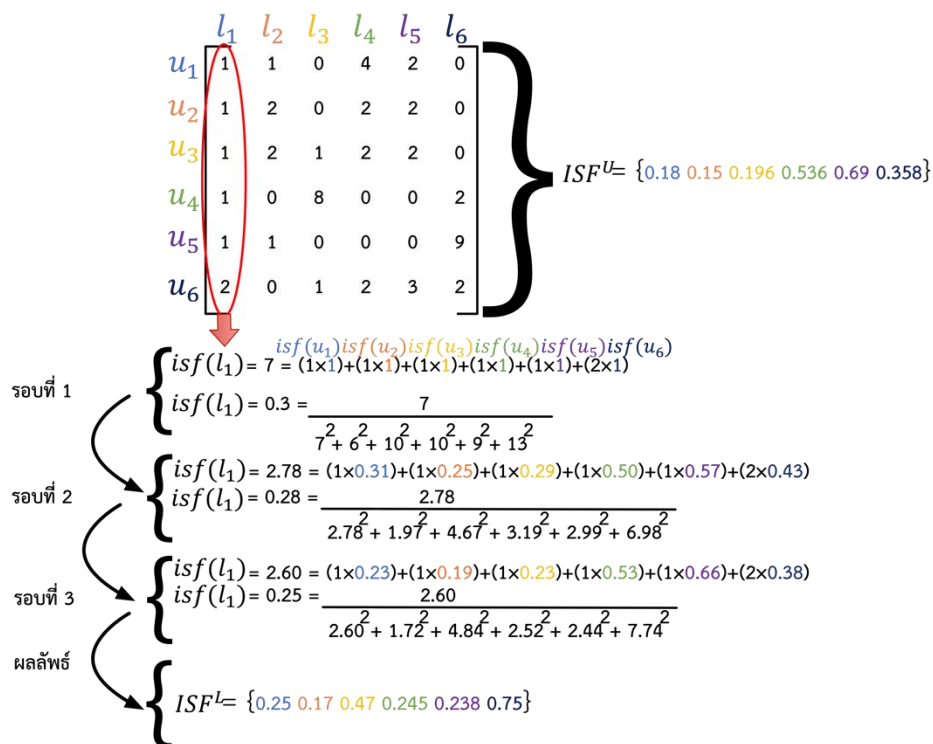 l₁ l₂ l₃ l₄ l₅ l₆
u₁ 1 1 0 4 2 0
u₂ 1 2 0 2 2 0
u₃ 1 2 1 2 2 0
ISFᵁ= {0.18 0.15 0.196 0.536 0.69 0.358}
u₄ 1 0 8 0 0 2
u₅ 1 1 0 0 0 9
u₆ 2 0 1 2 3 2
isf(u₁)isf(u₂)isf(u₃)isf(u₄)isf(u₅)isf(u₆)
isf(l₁) = 7 = (1×1)+(1×1)+(1×1)+(1×1)+(1×1)+(2×1)
รอบที่ 1
isf(l₁) = 0.3 = 7
7²+ 6²+ 10²+ 10²+ 9²+ 13²
isf(l₁) = 2.78 = (1×0.31)+(1×0.25)+(1×0.29)+(1×0.50)+(1×0.57)+(2×0.43)
รอบที่ 2
isf(l₁) = 0.28 = 2.78
2.78²+ 1.97²+ 4.67²+ 3.19²+ 2.99²+ 6.98²
isf(l₁) = 2.60 = (1×0.23)+(1×0.19)+(1×0.23)+(1×0.53)+(1×0.66)+(2×0.38)
รอบที่ 3
isf(l₁) = 0.25 = 2.60
2.60²+ 1.72²+ 4.84²+ 2.52²+ 2.44²+ 7.74²
ผลลัพธ์
ISFᴸ= {0.25 0.17 0.47 0.245 0.238 0.75}